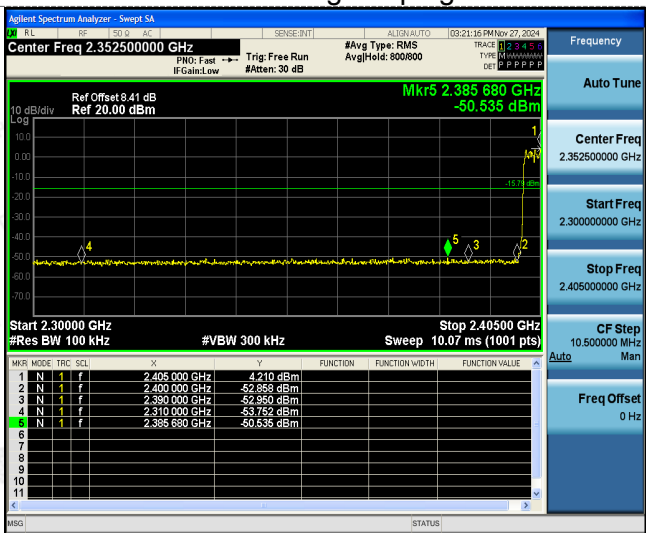 Agilent Spectrum Analyzer - Swept SA
LXI RL RF 50 Ω AC SENSE:INT ALIGNAUTO 03:21:16 PM Nov 27, 2024
Center Freq 2.352500000 GHz
PNO: Fast
IFGain:Low
Trig: Free Run
#Atten: 30 dB
#Avg Type: RMS
Avg|Hold: 800/800
TRACE 1 2 3 4 5 6
TYPE MWWWWW
DET P P P P P P
Ref Offset 8.41 dB
10 dB/div Ref 20.00 dBm
Log
Mkr5 2.385 680 GHz
-50.535 dBm
10.0
0.00
-10.0
-20.0
-30.0
-40.0
-50.0
-60.0
-70.0
1
-15.79 dBm
4
5
3
2
Start 2.30000 GHz Stop 2.40500 GHz
#Res BW 100 kHz #VBW 300 kHz Sweep 10.07 ms (1001 pts)
MKR MODE TRC SCL X Y FUNCTION FUNCTION WIDTH FUNCTION VALUE
1 N 1 f 2.405 000 GHz 4.210 dBm
2 N 1 f 2.400 000 GHz -52.858 dBm
3 N 1 f 2.390 000 GHz -52.950 dBm
4 N 1 f 2.310 000 GHz -53.752 dBm
5 N 1 f 2.385 680 GHz -50.535 dBm
6
7
8
9
10
11
MSG STATUS
Frequency
Auto Tune
Center Freq
2.352500000 GHz
Start Freq
2.300000000 GHz
Stop Freq
2.405000000 GHz
CF Step
10.500000 MHz
Auto Man
Freq Offset
0 Hz